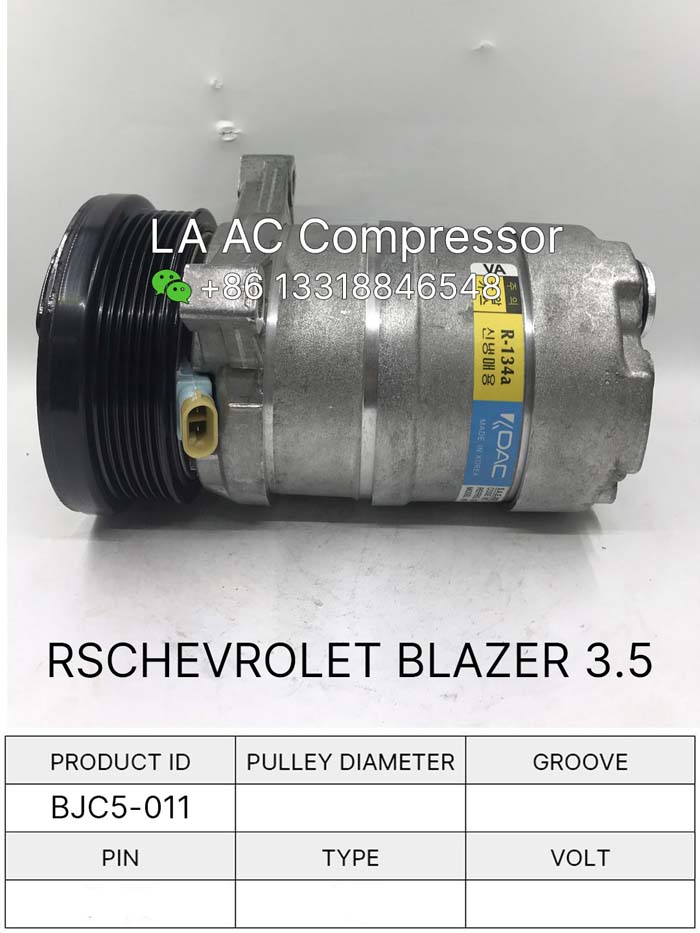 LA AC Compressor
+86 13318846548
VA
주의
R-134a
신냉매용
KDAC
MADE IN KOREA
RSCHEVROLET BLAZER 3.5
PRODUCT ID PULLEY DIAMETER GROOVE
BJC5-011
PIN TYPE VOLT